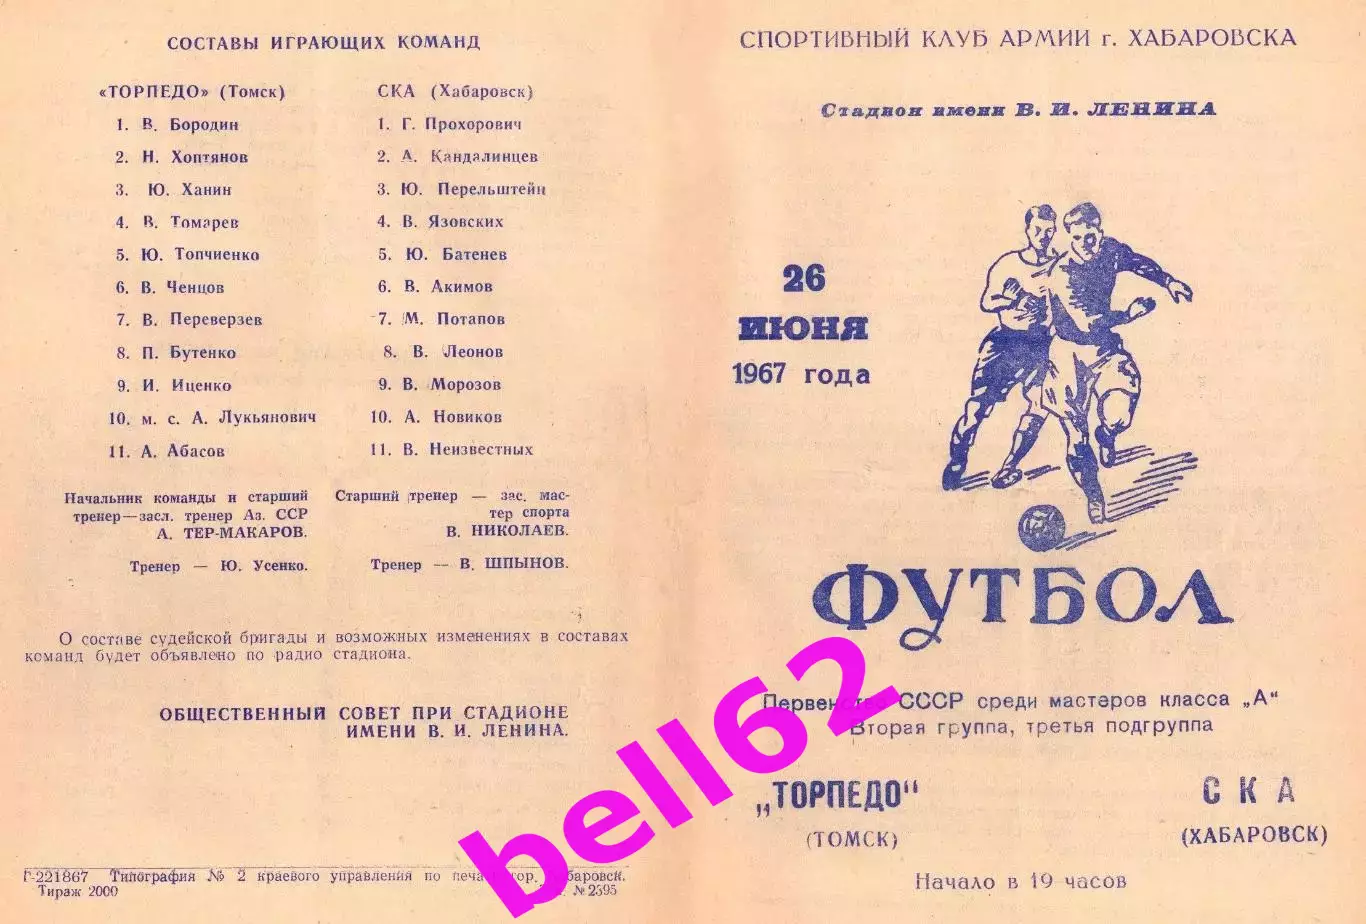 СОСТАВЫ ИГРАЮЩИХ КОМАНД
«ТОРПЕДО» (Томск)
1. В. Бородин
2. Н. Хоптянов
3. Ю. Ханин
4. В. Томарев
5. Ю. Топчиенко
6. В. Ченцов
7. В. Переверзев
8. П. Бутенко
9. И. Иценко
10. м. с. А. Лукьянович
11. А. Абасов
Начальник команды и старший
тренер—засл. тренер Аз. ССР
А. ТЕР-МАКАРОВ.
Тренер — Ю. Усенко.
СКА (Хабаровск)
1. Г. Прохорович
2. А. Кандалинцев
3. Ю. Перельштейн
4. В. Язовских
5. Ю. Батенев
6. В. Акимов
7. М. Потапов
8. В. Леонов
9. В. Морозов
10. А. Новиков
11. В. Неизвестных
Старший тренер — зас. мас-
тер спорта
В. НИКОЛАЕВ.
Тренер — В. ШПЫНОВ.
О составе судейской бригады и возможных изменениях в составах
команд будет объявлено по радио стадиона.
ОБЩЕСТВЕННЫЙ СОВЕТ ПРИ СТАДИОНЕ
ИМЕНИ В. И. ЛЕНИНА.
Г-221867 Типография № 2 краевого управления по печа
Тираж 2000 № 2395
СПОРТИВНЫЙ КЛУБ АРМИИ г. ХАБАРОВСКА
Стадион имени В. И. ЛЕНИНА
26
ИЮНЯ
1967 года
ФУТБОЛ
Первенство СССР среди мастеров класса „А“
Вторая группа, третья подгруппа
„ТОРПЕДО“
(ТОМСК)
СКА
(ХАБАРОВСК)
Начало в 19 часов
bell62